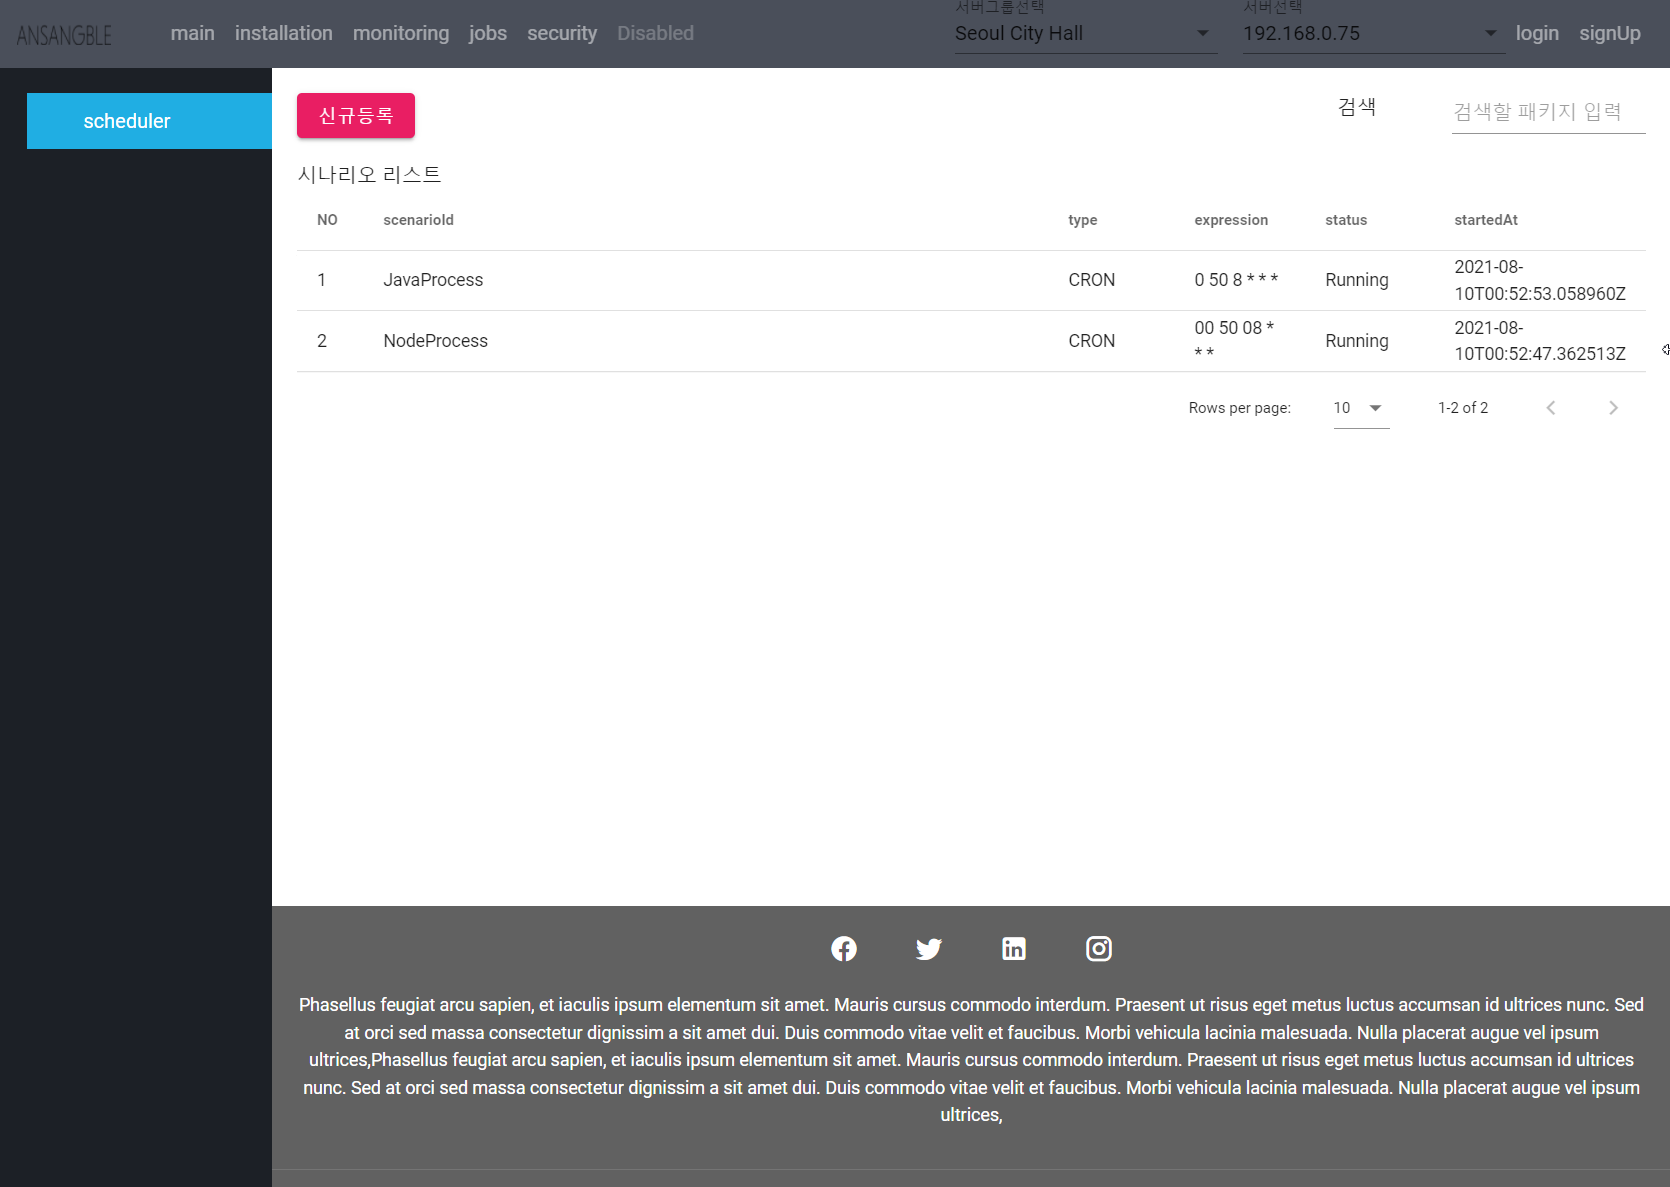 서버그룹선택 서버선택
ANSANGBLE main installation monitoring jobs security Disabled Seoul City Hall 192.168.0.75 login signUp
scheduler
신규등록 검색 검색할 패키지 입력
시나리오 리스트
NO scenarioId type expression status startedAt
1 JavaProcess CRON 0 50 8 * * * Running 2021-08-
10T00:52:53.058960Z
2 NodeProcess CRON 00 50 08 * Running 2021-08-
* * 10T00:52:47.362513Z
Rows per page: 10 1-2 of 2
Phasellus feugiat arcu sapien, et iaculis ipsum elementum sit amet. Mauris cursus commodo interdum. Praesent ut risus eget metus luctus accumsan id ultrices nunc. Sed
at orci sed massa consectetur dignissim a sit amet dui. Duis commodo vitae velit et faucibus. Morbi vehicula lacinia malesuada. Nulla placerat augue vel ipsum
ultrices,Phasellus feugiat arcu sapien, et iaculis ipsum elementum sit amet. Mauris cursus commodo interdum. Praesent ut risus eget metus luctus accumsan id ultrices
nunc. Sed at orci sed massa consectetur dignissim a sit amet dui. Duis commodo vitae velit et faucibus. Morbi vehicula lacinia malesuada. Nulla placerat augue vel ipsum
ultrices,